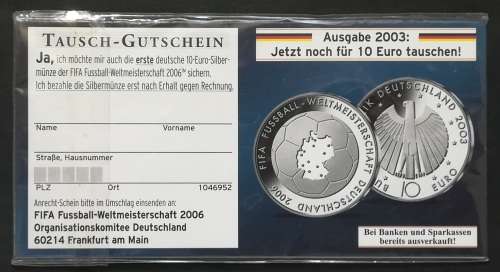 TAUSCH-GUTSCHEIN
Ja, ich möchte mir auch die erste deutsche 10-Euro-Silber-
münze der FIFA Fussball-Weltmeisterschaft 2006™ sichern.
Ich bezahle die Silbermünze erst nach Erhalt gegen Rechnung.
Name Vorname
Straße, Hausnummer
PLZ Ort 1046952
Anrecht-Schein bitte im Umschlag einsenden an:
FIFA Fussball-Weltmeisterschaft 2006
Organisationskomitee Deutschland
60214 Frankfurt am Main
Ausgabe 2003:
Jetzt noch für 10 Euro tauschen!
FIFA FUSSBALL-WELTMEISTERSCHAFT DEUTSCHLAND 2006
BU IK DEUTSCHLAND 2003
10 EURO
Bei Banken und Sparkassen
bereits ausverkauft!